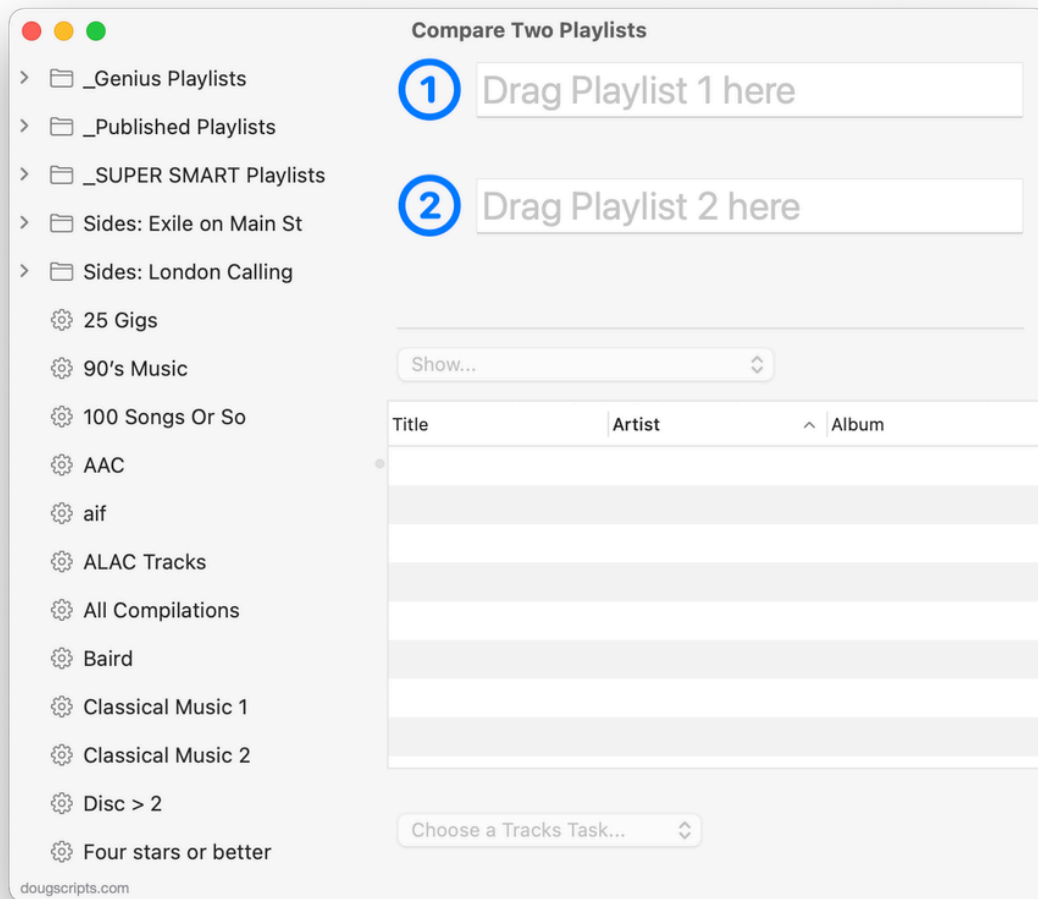 Compare Two Playlists
_Genius Playlists
_Published Playlists
_SUPER SMART Playlists
Sides: Exile on Main St
Sides: London Calling
25 Gigs
90's Music
100 Songs Or So
AAC
aif
ALAC Tracks
All Compilations
Baird
Classical Music 1
Classical Music 2
Disc > 2
Four stars or better
dougscripts.com
1 Drag Playlist 1 here
2 Drag Playlist 2 here
Show...
Title Artist Album
Choose a Tracks Task...